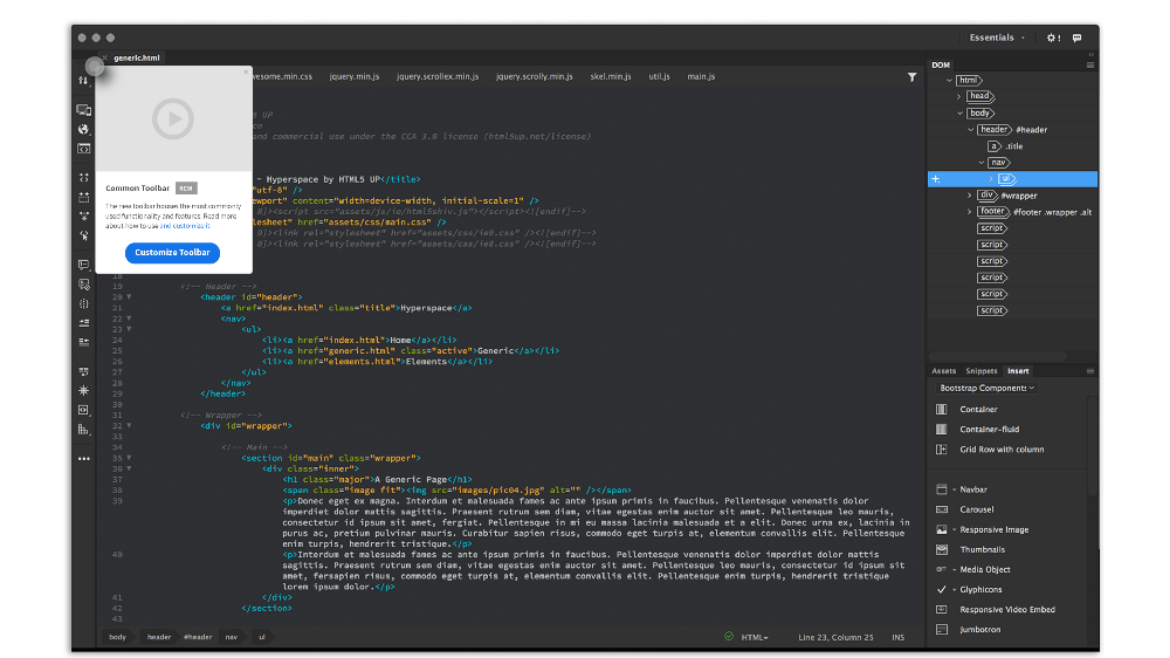 Essentials
generic.html
wesome.min.css jquery.min.js jquery.scrollex.min.js jquery.scrolly.min.js skel.min.js util.js main.js
Common Toolbar NEW
The new toolbar houses the most commonly
used functionality and features. Read more
about how to use and customize it.
Customize Toolbar
5 UP
co
and commercial use under the CCA 3.0 license (html5up.net/license)
- Hyperspace by HTML5 UP</title>
"utf-8" />
ewport" content="width=device-width, initial-scale=1" />
8]><script src="assets/js/ie/html5shiv.js"></script><![endif]-->
lesheet" href="assets/css/main.css" />
9]><link rel="stylesheet" href="assets/css/ie9.css" /><![endif]-->
8]><link rel="stylesheet" href="assets/css/ie8.css" /><![endif]-->
18
19 <!-- Header -->
20 <header id="header">
21 <a href="index.html" class="title">Hyperspace</a>
22 <nav>
23 <ul>
24 <li><a href="index.html">Home</a></li>
25 <li><a href="generic.html" class="active">Generic</a></li>
26 <li><a href="elements.html">Elements</a></li>
27 </ul>
28 </nav>
29 </header>
30
31 <!-- Wrapper -->
32 <div id="wrapper">
33
34 <!-- Main -->
35 <section id="main" class="wrapper">
36 <div class="inner">
37 <h1 class="major">A Generic Page</h1>
38 <span class="image fit"><img src="images/pic04.jpg" alt="" /></span>
39 <p>Donec eget ex magna. Interdum et malesuada fames ac ante ipsum primis in faucibus. Pellentesque venenatis dolor
imperdiet dolor mattis sagittis. Praesent rutrum sem diam, vitae egestas enim auctor sit amet. Pellentesque leo mauris,
consectetur id ipsum sit amet, fergiat. Pellentesque in mi eu massa lacinia malesuada et a elit. Donec urna ex, lacinia in
purus ac, pretium pulvinar mauris. Curabitur sapien risus, commodo eget turpis at, elementum convallis elit. Pellentesque
enim turpis, hendrerit tristique.</p>
40 <p>Interdum et malesuada fames ac ante ipsum primis in faucibus. Pellentesque venenatis dolor imperdiet dolor mattis
sagittis. Praesent rutrum sem diam, vitae egestas enim auctor sit amet. Pellentesque leo mauris, consectetur id ipsum sit
amet, fersapien risus, commodo eget turpis at, elementum convallis elit. Pellentesque enim turpis, hendrerit tristique
lorem ipsum dolor.</p>
41 </div>
42 </section>
43
body header #header nav ul
HTML Line 23, Column 25 INS
DOM
html
head
body
header #header
a .title
nav
ul
div #wrapper
footer #footer .wrapper .alt
script
script
script
script
script
script
Assets Snippets Insert
Bootstrap Components
Container
Container-fluid
Grid Row with column
Navbar
Carousel
Responsive Image
Thumbnails
Media Object
Glyphicons
Responsive Video Embed
Jumbotron